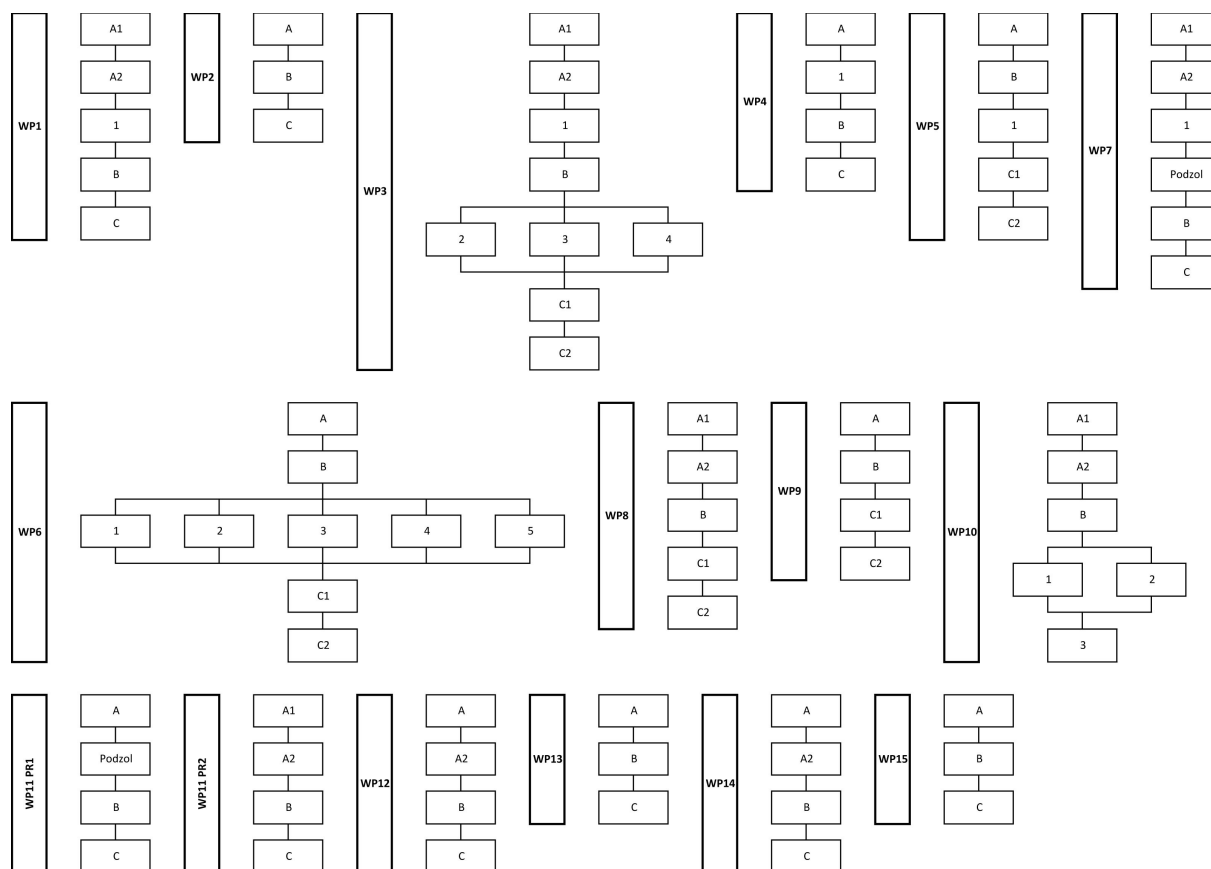 WP1
A1
A2
1
B
C
WP2
A
B
C
WP3
A1
A2
1
B
2 3 4
C1
C2
WP4
A
1
B
C
WP5
A
B
1
C1
C2
WP7
A1
A2
1
Podzol
B
C
WP6
A
B
1 2 3 4 5
C1
C2
WP8
A1
A2
B
C1
C2
WP9
A
B
C1
C2
WP10
A1
A2
B
1 2
3
WP11 PR1
A
Podzol
B
C
WP11 PR2
A1
A2
B
C
WP12
A
A2
B
C
WP13
A
B
C
WP14
A
A2
B
C
WP15
A
B
C